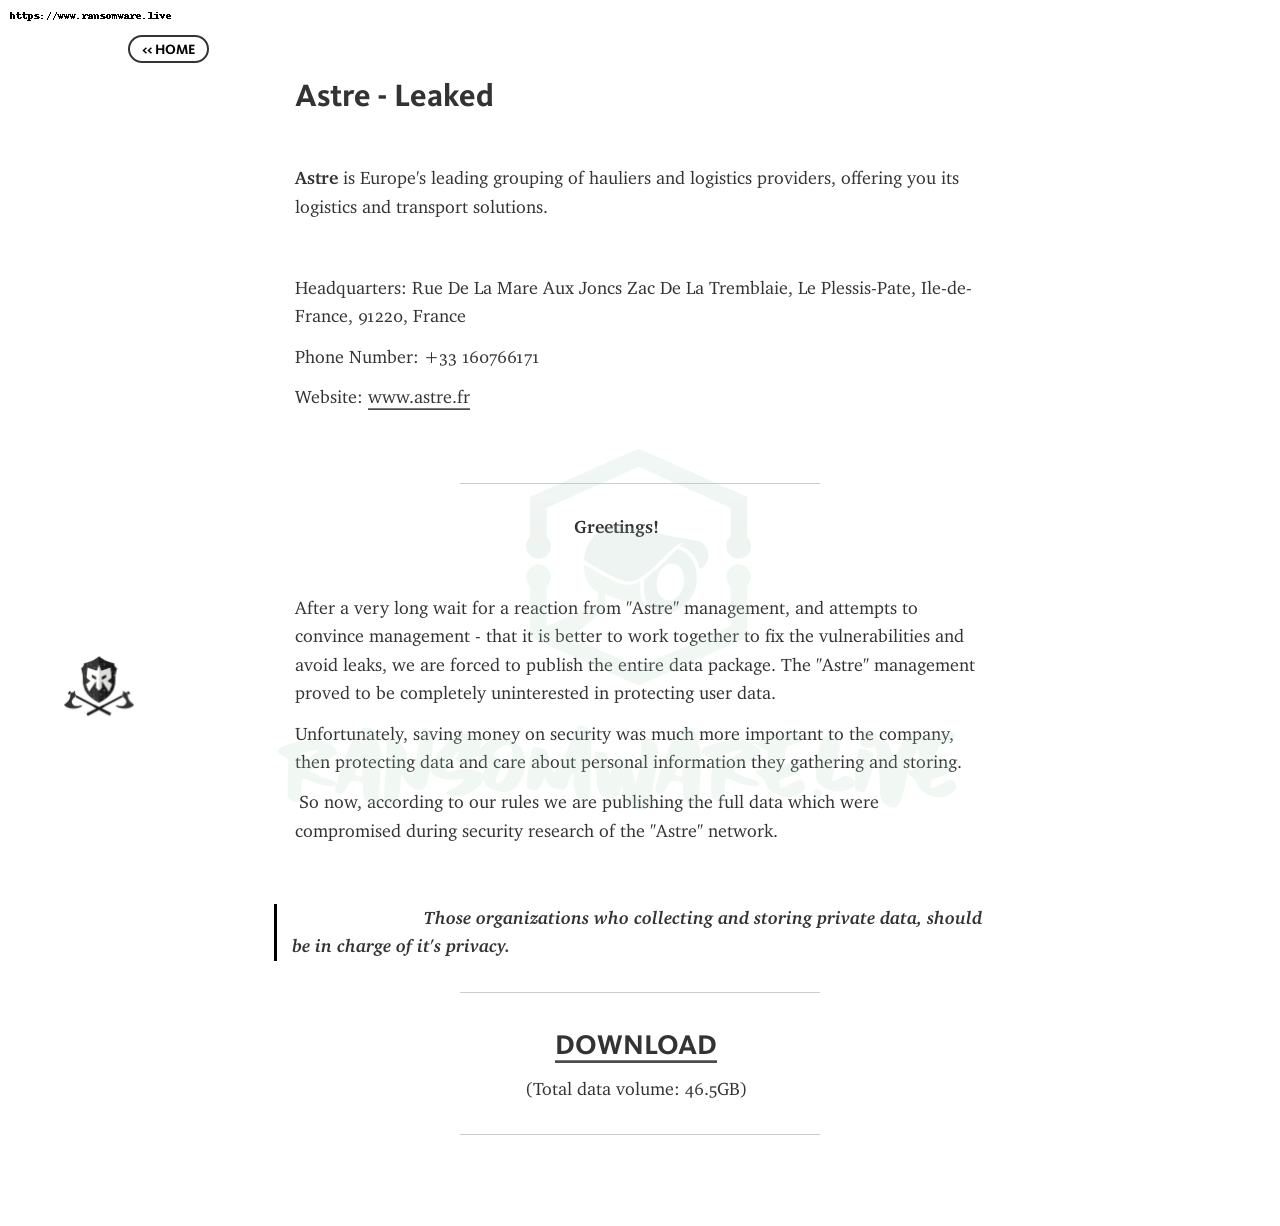 https://www.ransomware.live
‹‹ HOME
Astre - Leaked
Astre is Europe's leading grouping of hauliers and logistics providers, offering you its
logistics and transport solutions.
Headquarters: Rue De La Mare Aux Joncs Zac De La Tremblaie, Le Plessis-Pate, Ile-de-
France, 91220, France
Phone Number: +33 160766171
Website: www.astre.fr
Greetings!
After a very long wait for a reaction from "Astre" management, and attempts to
convince management - that it is better to work together to fix the vulnerabilities and
avoid leaks, we are forced to publish the entire data package. The "Astre" management
proved to be completely uninterested in protecting user data.
Unfortunately, saving money on security was much more important to the company,
then protecting data and care about personal information they gathering and storing.
RANSOMWARE.LIVE
So now, according to our rules we are publishing the full data which were
compromised during security research of the "Astre" network.
Those organizations who collecting and storing private data, should
be in charge of it's privacy.
DOWNLOAD
(Total data volume: 46.5GB)